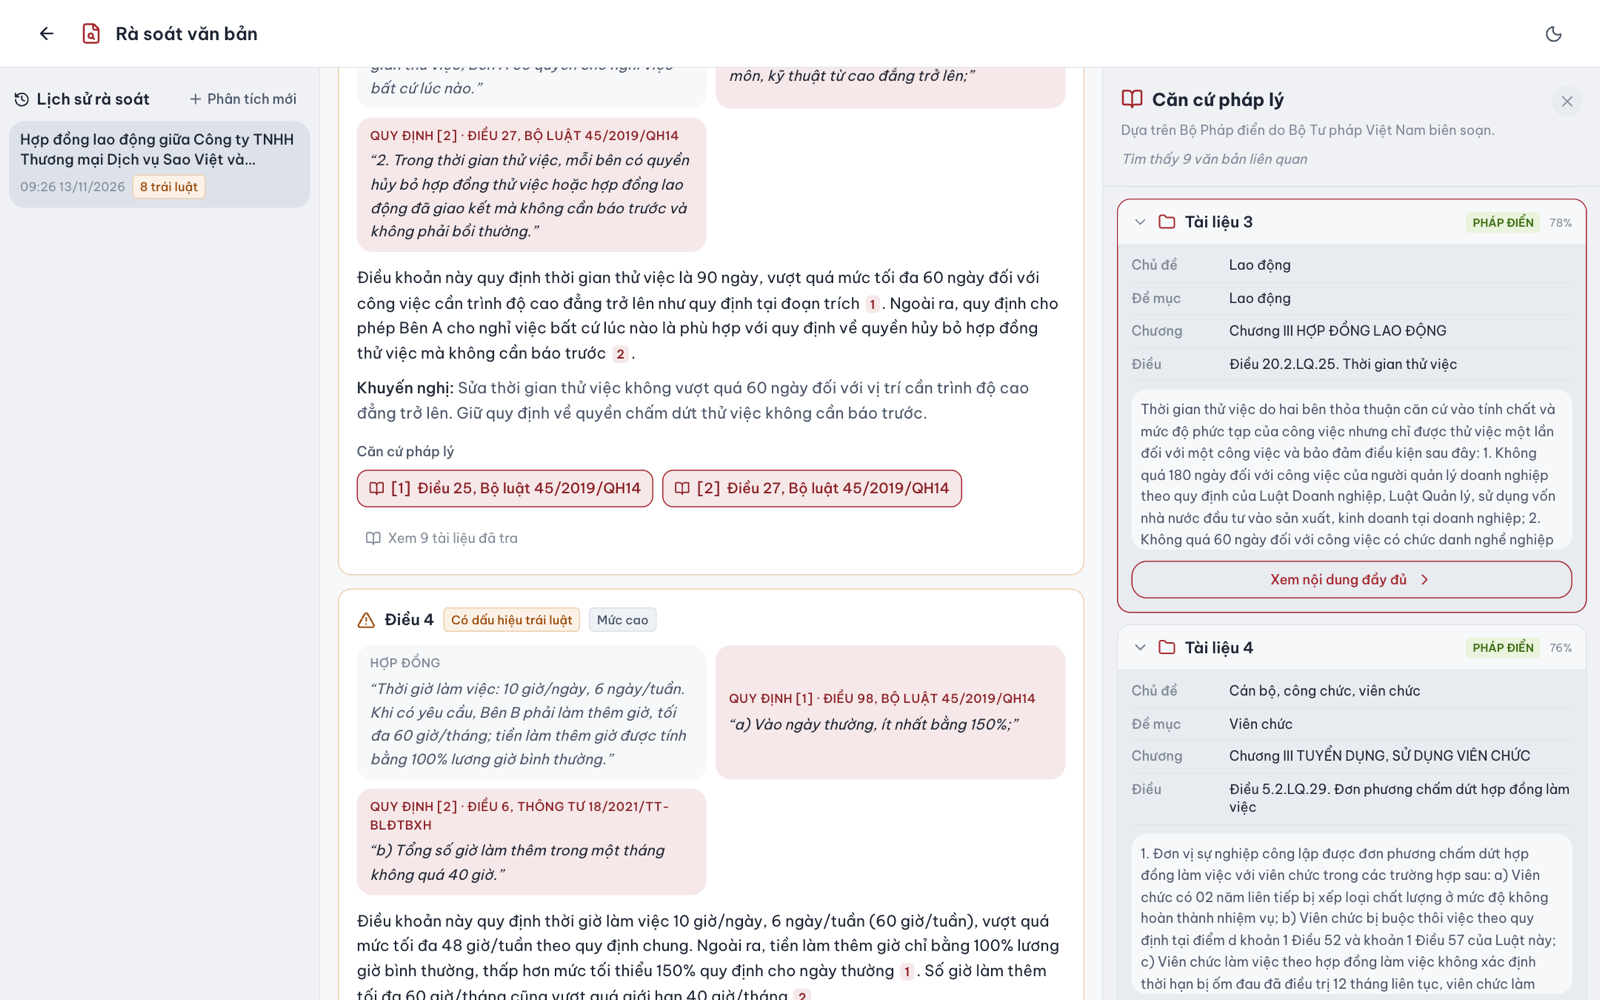 Rà soát văn bản
Lịch sử rà soát
Phân tích mới
Hợp đồng lao động giữa Công ty TNHH
Thương mại Dịch vụ Sao Việt và...
09:26 13/11/2026
8 trái luật
bất cứ lúc nào.”
môn, kỹ thuật từ cao đẳng trở lên;”
QUY ĐỊNH [2] · ĐIỀU 27, BỘ LUẬT 45/2019/QH14
“2. Trong thời gian thử việc, mỗi bên có quyền
hủy bỏ hợp đồng thử việc hoặc hợp đồng lao
động đã giao kết mà không cần báo trước và
không phải bồi thường.”
Điều khoản này quy định thời gian thử việc là 90 ngày, vượt quá mức tối đa 60 ngày đối với
công việc cần trình độ cao đẳng trở lên như quy định tại đoạn trích 1 . Ngoài ra, quy định cho
phép Bên A cho nghỉ việc bất cứ lúc nào là phù hợp với quy định về quyền hủy bỏ hợp đồng
thử việc mà không cần báo trước 2 .
Khuyến nghị: Sửa thời gian thử việc không vượt quá 60 ngày đối với vị trí cần trình độ cao
đẳng trở lên. Giữ quy định về quyền chấm dứt thử việc không cần báo trước.
Căn cứ pháp lý
[1] Điều 25, Bộ luật 45/2019/QH14
[2] Điều 27, Bộ luật 45/2019/QH14
Xem 9 tài liệu đã tra
Điều 4
Có dấu hiệu trái luật
Mức cao
HỢP ĐỒNG
“Thời giờ làm việc: 10 giờ/ngày, 6 ngày/tuần.
Khi có yêu cầu, Bên B phải làm thêm giờ, tối
đa 60 giờ/tháng; tiền làm thêm giờ được tính
bằng 100% lương giờ bình thường.”
QUY ĐỊNH [1] · ĐIỀU 98, BỘ LUẬT 45/2019/QH14
“a) Vào ngày thường, ít nhất bằng 150%;”
QUY ĐỊNH [2] · ĐIỀU 6, THÔNG TƯ 18/2021/TT-
BLĐTBXH
“b) Tổng số giờ làm thêm trong một tháng
không quá 40 giờ.”
Điều khoản này quy định thời giờ làm việc 10 giờ/ngày, 6 ngày/tuần (60 giờ/tuần), vượt quá
mức tối đa 48 giờ/tuần theo quy định chung. Ngoài ra, tiền làm thêm giờ chỉ bằng 100% lương
giờ bình thường, thấp hơn mức tối thiểu 150% quy định cho ngày thường 1 . Số giờ làm thêm
tối đa 60 giờ/tháng cũng vượt quá giới hạn 40 giờ/tháng 2
Căn cứ pháp lý
Dựa trên Bộ Pháp điển do Bộ Tư pháp Việt Nam biên soạn.
Tìm thấy 9 văn bản liên quan
Tài liệu 3
PHÁP ĐIỂN
78%
Chủ đề
Lao động
Đề mục
Lao động
Chương
Chương III HỢP ĐỒNG LAO ĐỘNG
Điều
Điều 20.2.LQ.25. Thời gian thử việc
Thời gian thử việc do hai bên thỏa thuận căn cứ vào tính chất và
mức độ phức tạp của công việc nhưng chỉ được thử việc một lần
đối với một công việc và bảo đảm điều kiện sau đây: 1. Không
quá 180 ngày đối với công việc của người quản lý doanh nghiệp
theo quy định của Luật Doanh nghiệp, Luật Quản lý, sử dụng vốn
nhà nước đầu tư vào sản xuất, kinh doanh tại doanh nghiệp; 2.
Không quá 60 ngày đối với công việc có chức danh nghề nghiệp
Xem nội dung đầy đủ
Tài liệu 4
PHÁP ĐIỂN
76%
Chủ đề
Cán bộ, công chức, viên chức
Đề mục
Viên chức
Chương
Chương III TUYỂN DỤNG, SỬ DỤNG VIÊN CHỨC
Điều
Điều 5.2.LQ.29. Đơn phương chấm dứt hợp đồng làm
việc
1. Đơn vị sự nghiệp công lập được đơn phương chấm dứt hợp
đồng làm việc với viên chức trong các trường hợp sau: a) Viên
chức có 02 năm liên tiếp bị xếp loại chất lượng ở mức độ không
hoàn thành nhiệm vụ; b) Viên chức bị buộc thôi việc theo quy
định tại điểm d khoản 1 Điều 52 và khoản 1 Điều 57 của Luật này;
c) Viên chức làm việc theo hợp đồng làm việc không xác định
thời hạn bị ốm đau đã điều trị 12 tháng liên tục, viên chức làm